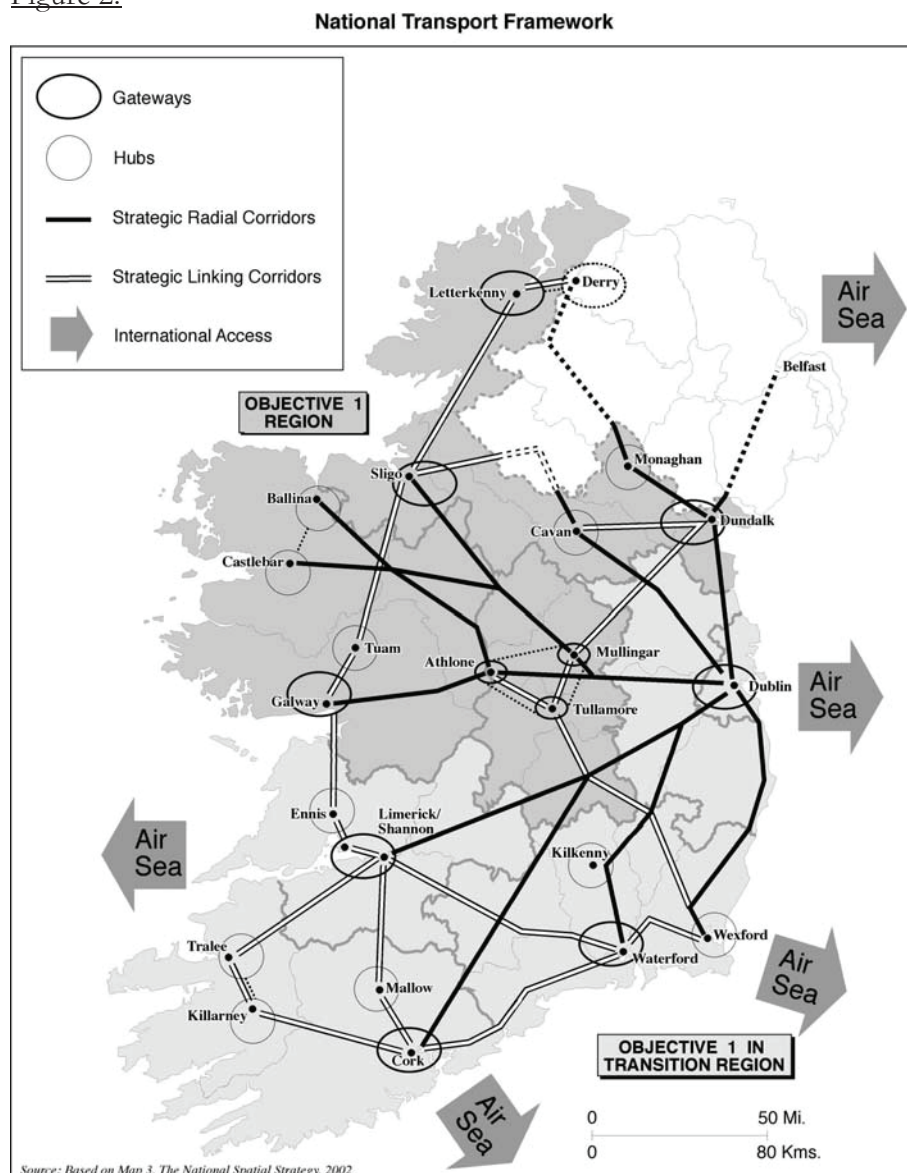 Figure 2.
National Transport Framework
Gateways
Hubs
Strategic Radial Corridors
Strategic Linking Corridors
International Access
Air
Sea
Letterkenny
Derry
Belfast
OBJECTIVE 1
REGION
Monaghan
Sligo
Ballina
Dundalk
Cavan
Castlebar
Tuam
Athlone
Mullingar
Dublin
Air
Sea
Galway
Tullamore
Ennis
Limerick/
Shannon
Air
Sea
Kilkenny
Wexford
Tralee
Waterford
Air
Sea
Mallow
Killarney
Cork
OBJECTIVE 1 IN
TRANSITION REGION
Air
Sea
0 50 Mi.
0 80 Kms.
Source: Based on Map 3, The National Spatial Strategy, 2002